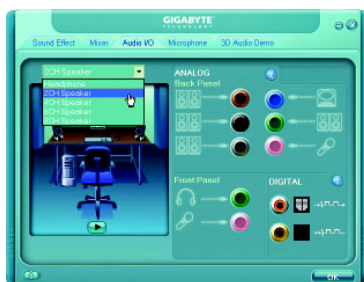 GIGABYTE
Sound Effect Mixer Audio I/O Microphone 3D Audio Demo
2CH Speaker
Headphone
2CH Speaker
4CH Speaker
6CH Speaker
8CH Speaker
ANALOG
Back Panel
Front Panel
DIGITAL
OK